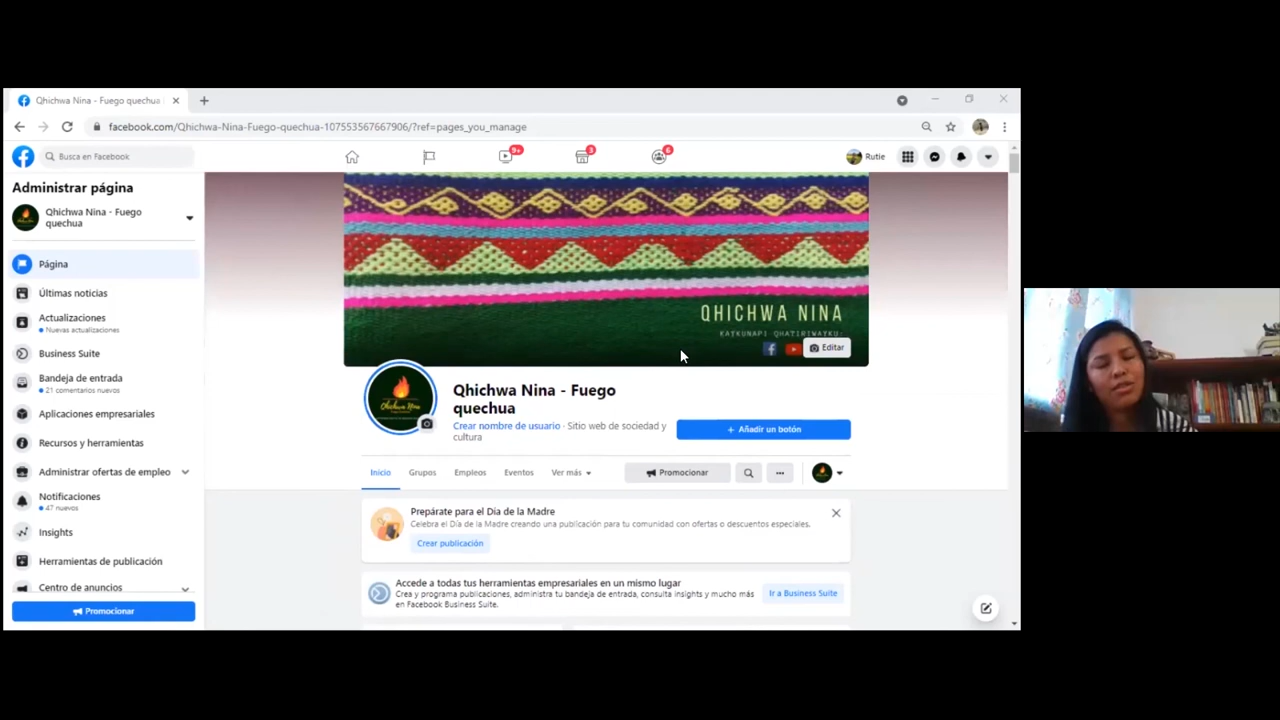 Qhichwa Nina - Fuego quechua
facebook.com/Qhichwa-Nina-Fuego-quechua-107553567667906/?ref=pages_you_manage
Busca en Facebook
9+
3
6
Rutie
Administrar página
Qhichwa Nina - Fuego
quechua
Página
Últimas noticias
Actualizaciones
Nuevas actualizaciones
Business Suite
Bandeja de entrada
21 comentarios nuevos
Aplicaciones empresariales
Recursos y herramientas
Administrar ofertas de empleo
Notificaciones
47 nuevos
Insights
Herramientas de publicación
Centro de anuncios
Promocionar
QHICHWA NINA
Editar
Qhichwa Nina - Fuego
quechua
Crear nombre de usuario · Sitio web de sociedad y
cultura
+ Añadir un botón
Inicio
Grupos
Empleos
Eventos
Ver más
Promocionar
Prepárate para el Día de la Madre
Celebra el Día de la Madre creando una publicación para tu comunidad con ofertas o descuentos especiales.
Crear publicación
Accede a todas tus herramientas empresariales en un mismo lugar
Crea y programa publicaciones, administra tu bandeja de entrada, consulta insights y mucho más
en Facebook Business Suite.
Ir a Business Suite